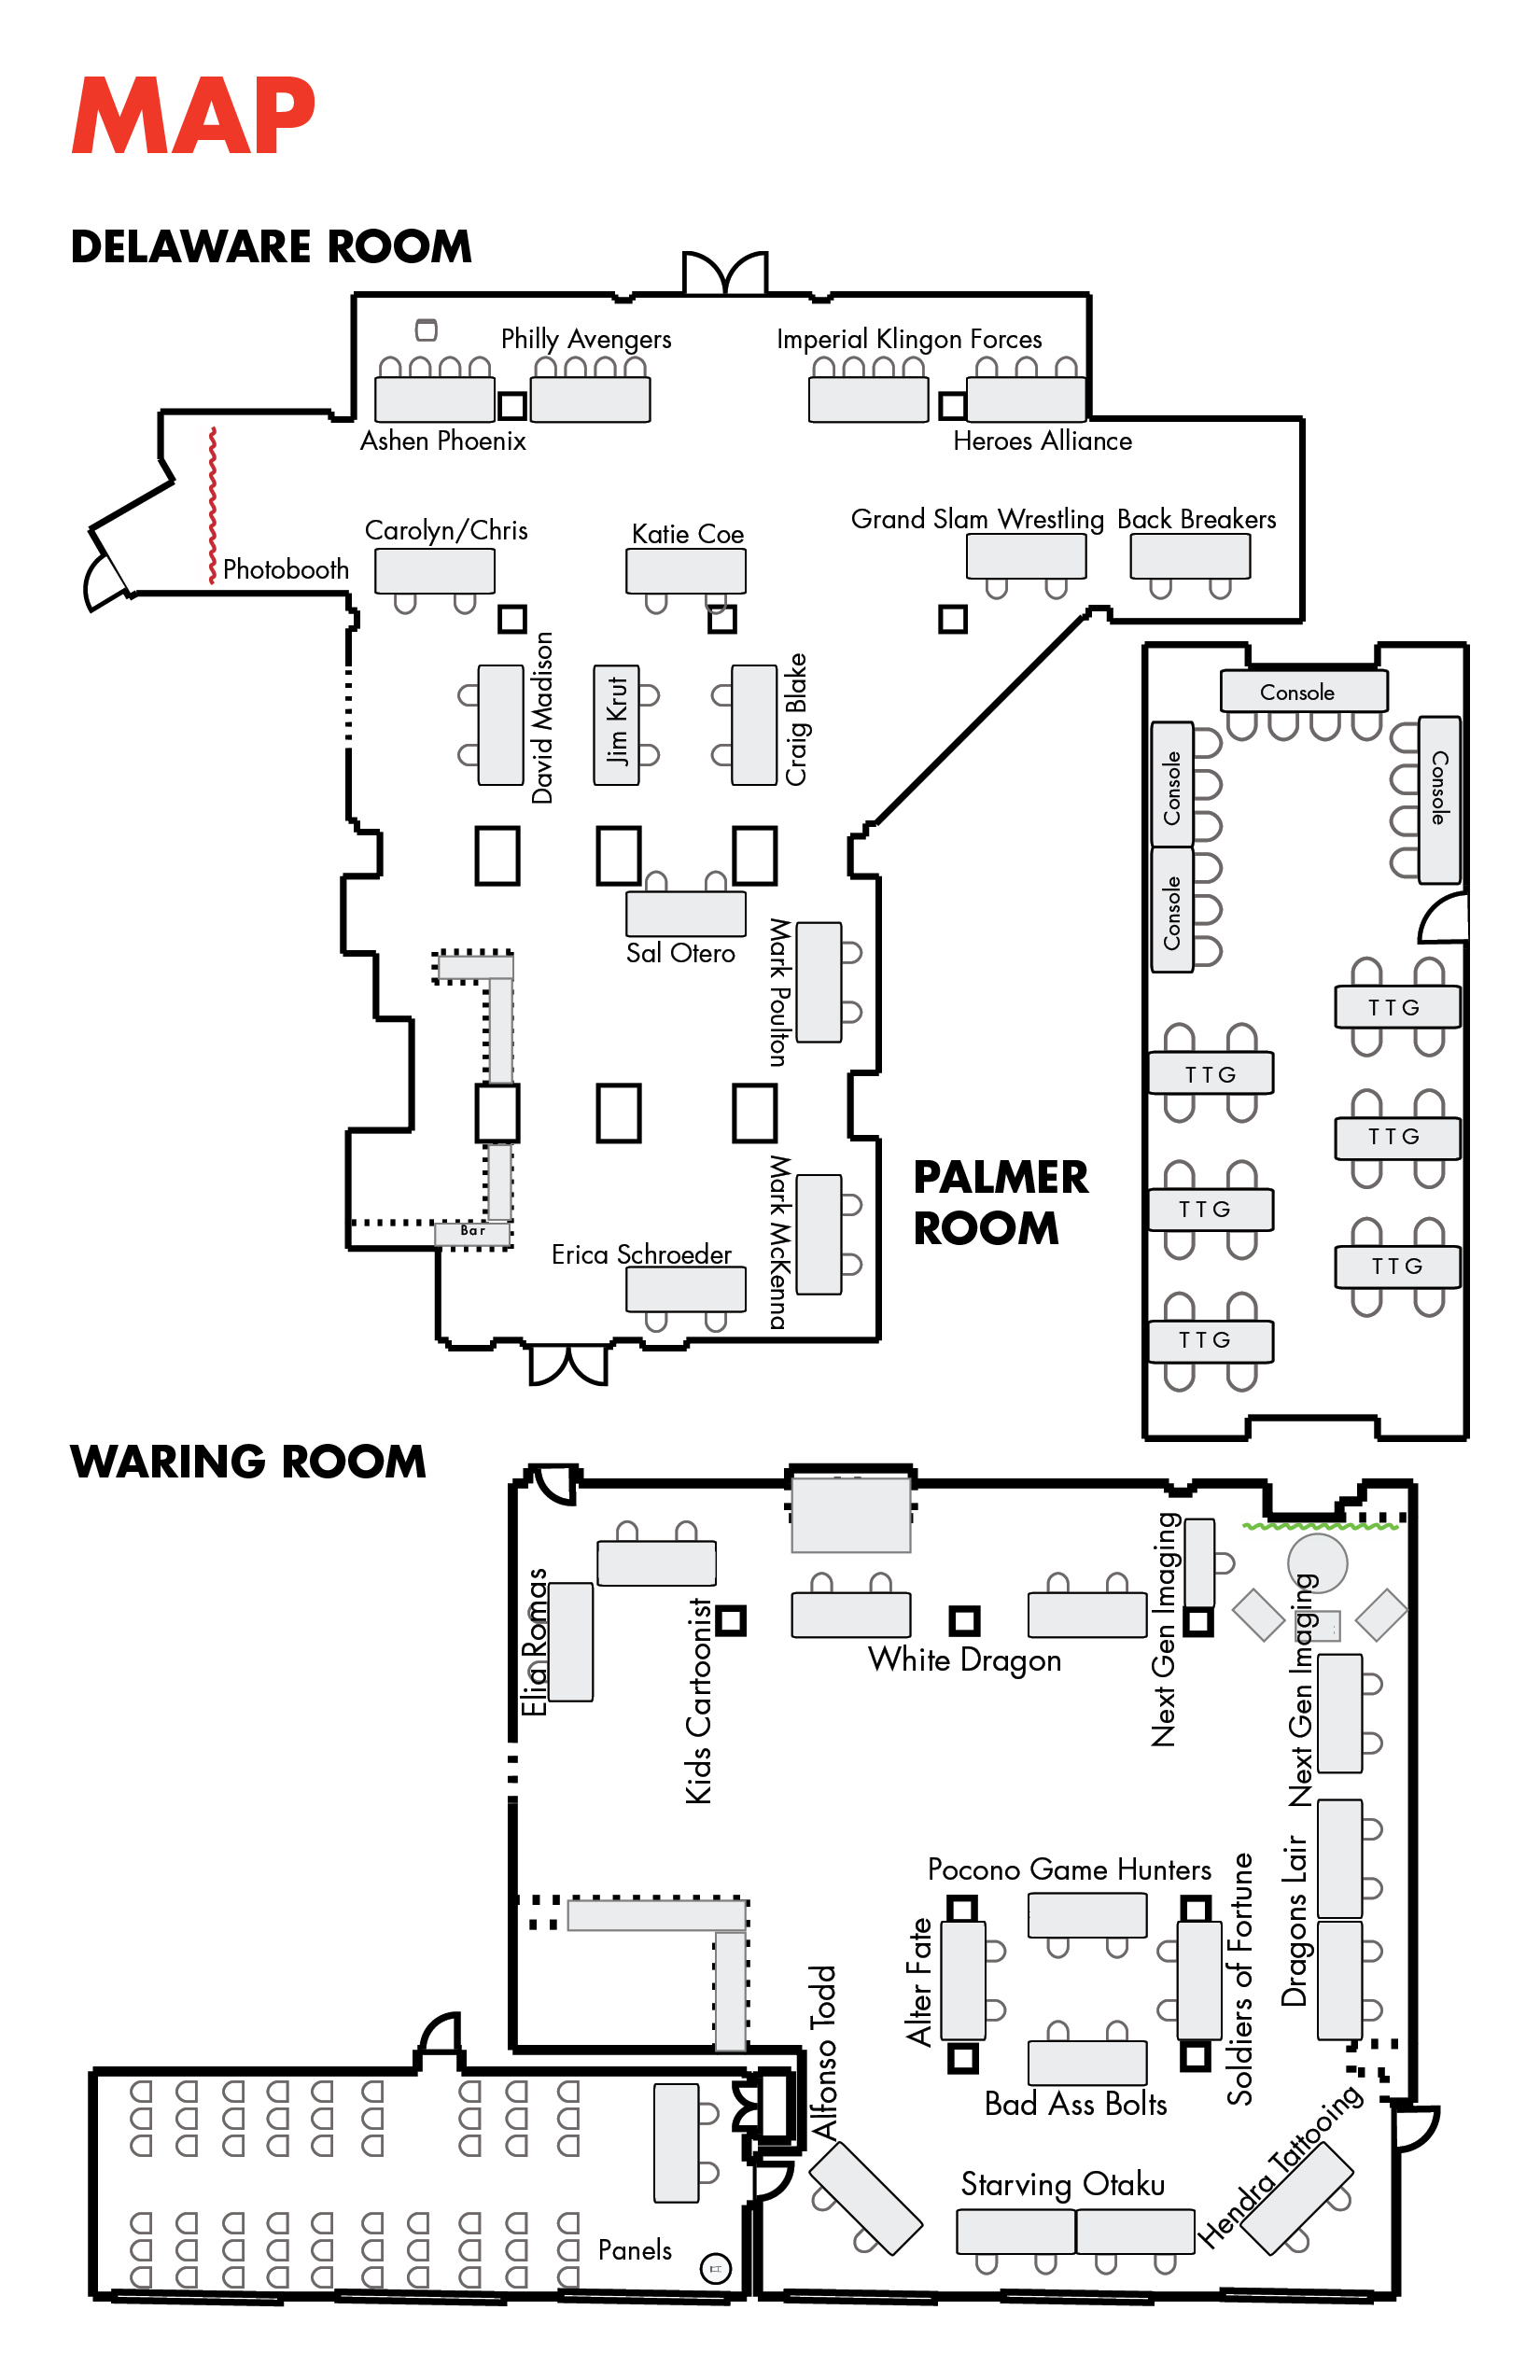 MAP
DELAWARE ROOM
Philly Avengers
Imperial Klingon Forces
Ashen Phoenix
Heroes Alliance
Grand Slam Wrestling
Back Breakers
Carolyn/Chris
Katie Coe
Photobooth
David Madison
Jim Krut
Craig Blake
Sal Otero
Mark Poulton
Bar
Erica Schroeder
Mark McKenna
PALMER
ROOM
Console
Console
Console
Console
TTG
TTG
TTG
TTG
TTG
TTG
WARING ROOM
Elia Romas
Kids Cartoonist
White Dragon
Next Gen Imaging
Next Gen Imaging
Pocono Game Hunters
Alter Fate
Soldiers of Fortune
Dragons Lair
Bad Ass Bolts
Alfonso Todd
Starving Otaku
Hendra Tattooing
Panels